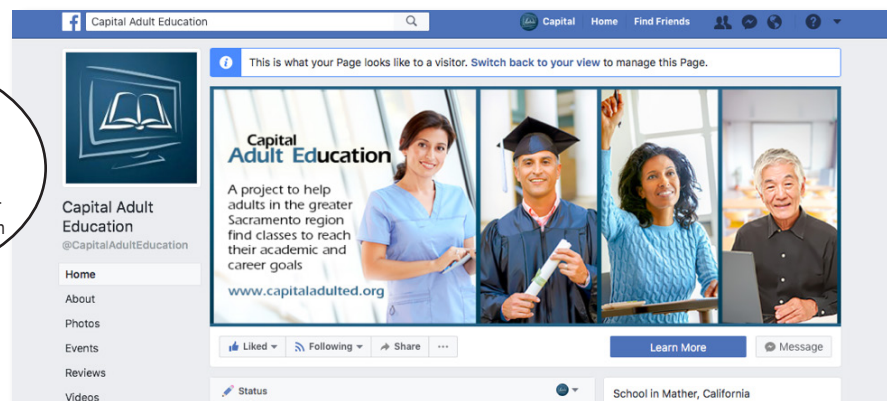 Capital Adult Education
Capital Home Find Friends
This is what your Page looks like to a visitor. Switch back to your view to manage this Page.
Capital
Adult Education
A project to help
adults in the greater
Sacramento region
find classes to reach
their academic and
career goals
www.capitaladulted.org
Capital Adult
Education
@CapitalAdultEducation
Home
About
Photos
Events
Reviews
Videos
Liked
Following
Share
Learn More
Message
Status
School in Mather, California